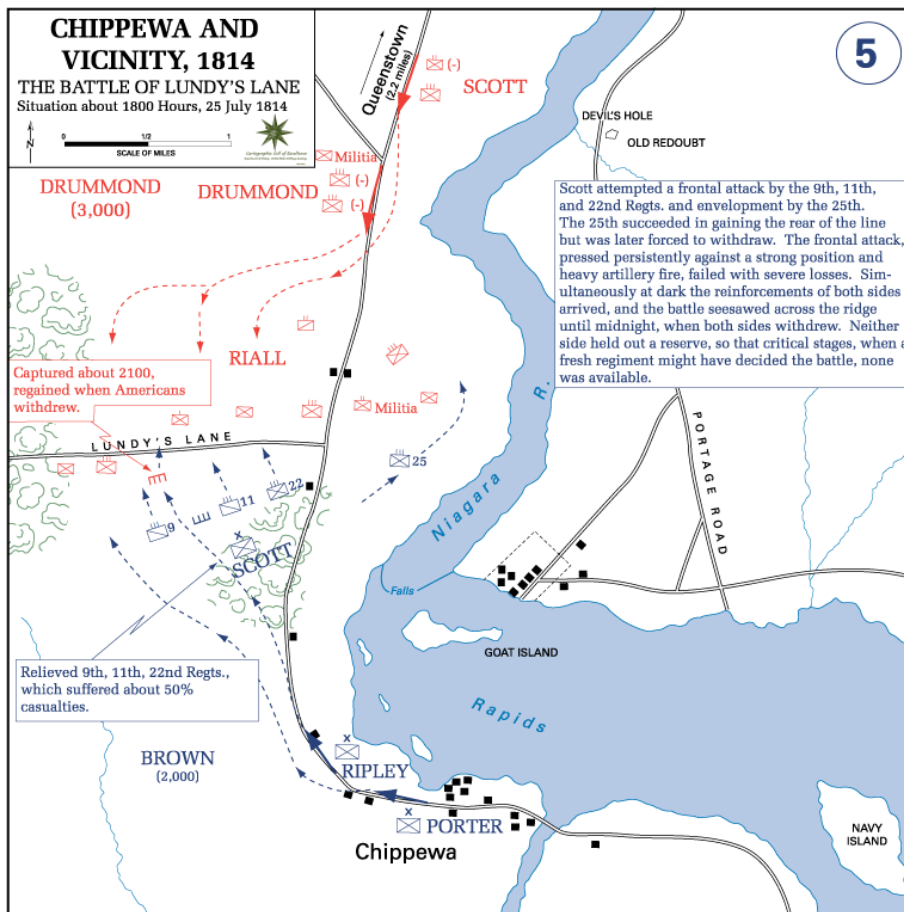 CHIPPEWA AND
VICINITY, 1814
THE BATTLE OF LUNDY'S LANE
Situation about 1800 Hours, 25 July 1814
N
0 1/2 1
SCALE OF MILES
5
Queenstown
(2.2 miles)
(-)
SCOTT
DEVIL'S HOLE
OLD REDOUBT
Militia
(-)
(-)
DRUMMOND
(3,000)
DRUMMOND
Scott attempted a frontal attack by the 9th, 11th,
and 22nd Regts. and envelopment by the 25th.
The 25th succeeded in gaining the rear of the line
but was later forced to withdraw. The frontal attack,
pressed persistently against a strong position and
heavy artillery fire, failed with severe losses. Sim-
ultaneously at dark the reinforcements of both sides
arrived, and the battle seesawed across the ridge
until midnight, when both sides withdrew. Neither
side held out a reserve, so that critical stages, when a
fresh regiment might have decided the battle, none
was available.
RIALL
Captured about 2100,
regained when Americans
withdrew.
Militia
LUNDY'S LANE
25
22
11
9
SCOTT
Niagara R.
PORTAGE ROAD
Falls
GOAT ISLAND
Rapids
Relieved 9th, 11th, 22nd Regts.,
which suffered about 50%
casualties.
BROWN
(2,000)
RIPLEY
PORTER
Chippewa
NAVY
ISLAND